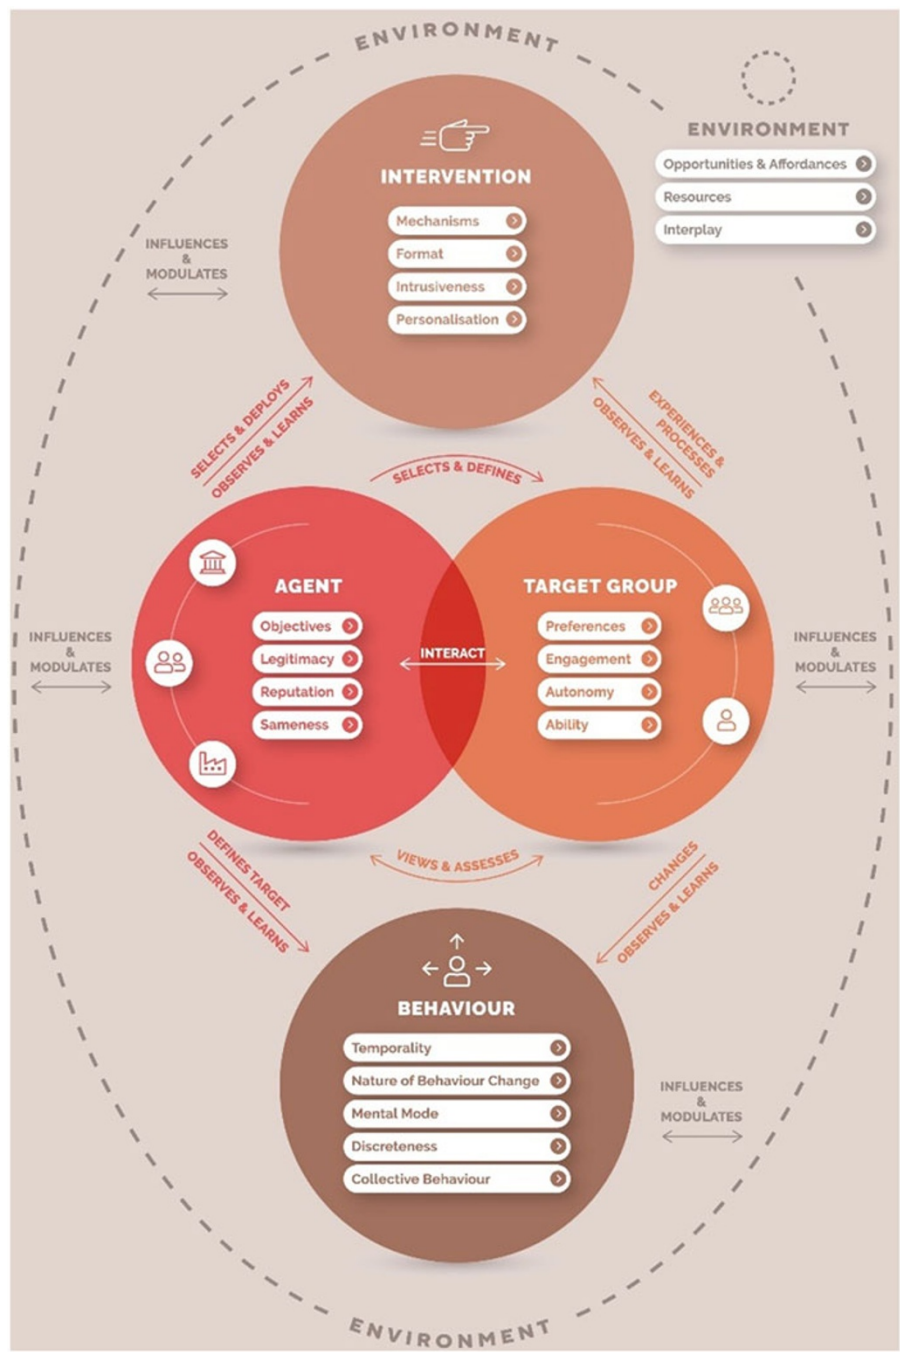 ENVIRONMENT
ENVIRONMENT
Opportunities & Affordances
Resources
Interplay
INTERVENTION
Mechanisms
Format
Intrusiveness
Personalisation
INFLUENCES
&
MODULATES
SELECTS & DEPLOYS
OBSERVES & LEARNS
EXPERIENCES &
PROCESSES
OBSERVES & LEARNS
SELECTS & DEFINES
AGENT
Objectives
Legitimacy
Reputation
Sameness
INTERACT
TARGET GROUP
Preferences
Engagement
Autonomy
Ability
INFLUENCES
&
MODULATES
INFLUENCES
&
MODULATES
DEFINES TARGET
OBSERVES & LEARNS
VIEWS & ASSESSES
CHANGES
OBSERVES & LEARNS
BEHAVIOUR
Temporality
Nature of Behaviour Change
Mental Mode
Discreteness
Collective Behaviour
INFLUENCES
&
MODULATES
ENVIRONMENT